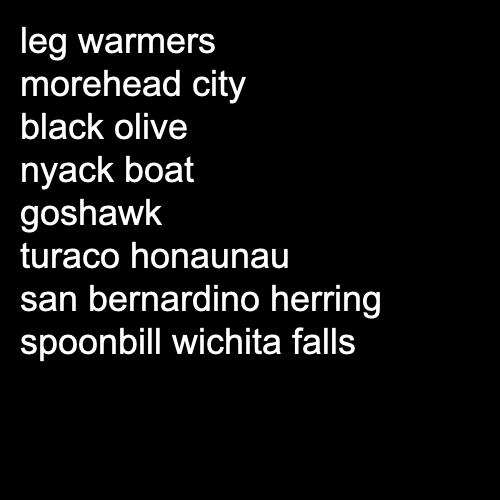 leg warmers
morehead city
black olive
nyack boat
goshawk
turaco honaunau
san bernardino herring
spoonbill wichita falls